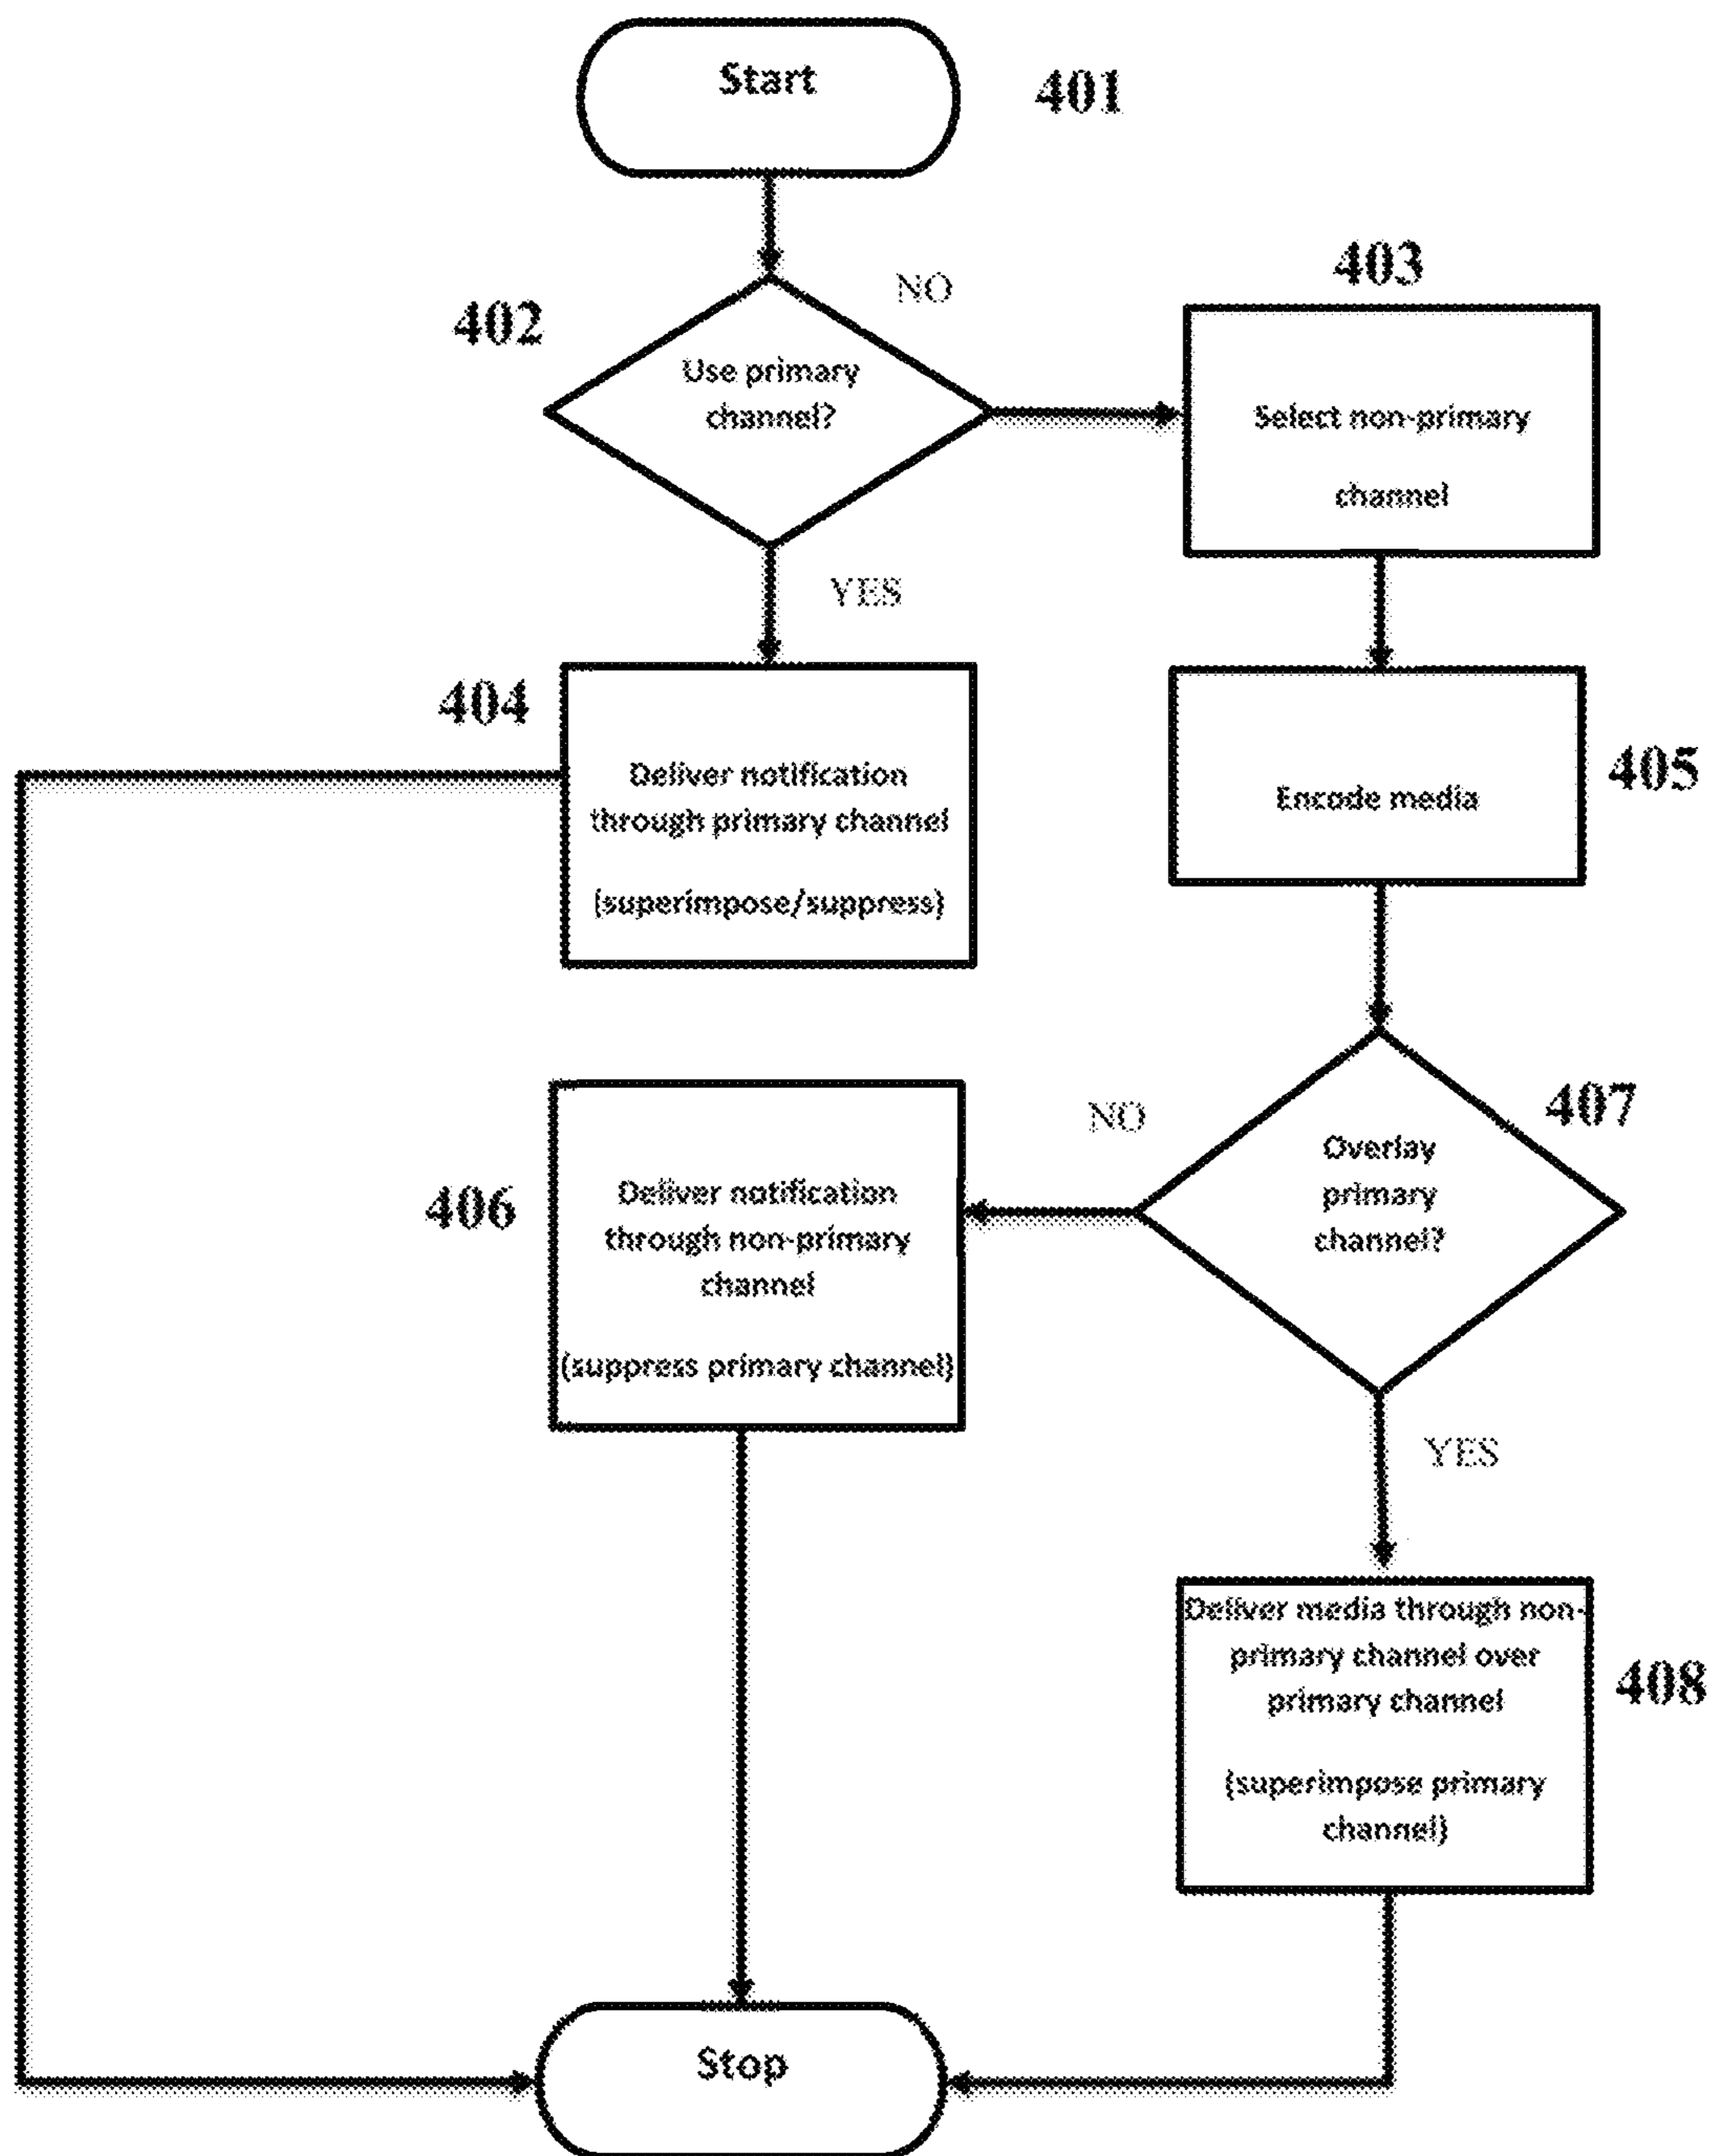 Start
401
402
NO
403
Use primary
channel?
Select non-primary
channel
YES
404
Deliver notification
through primary channel
(superimpose/suppress)
Encode media
405
406
Deliver notification
through non-primary
channel
(suppress primary channel)
NO
407
Overlay
primary
channel?
YES
Deliver media through non-
primary channel over
primary channel
(superimpose primary
channel)
408
Stop